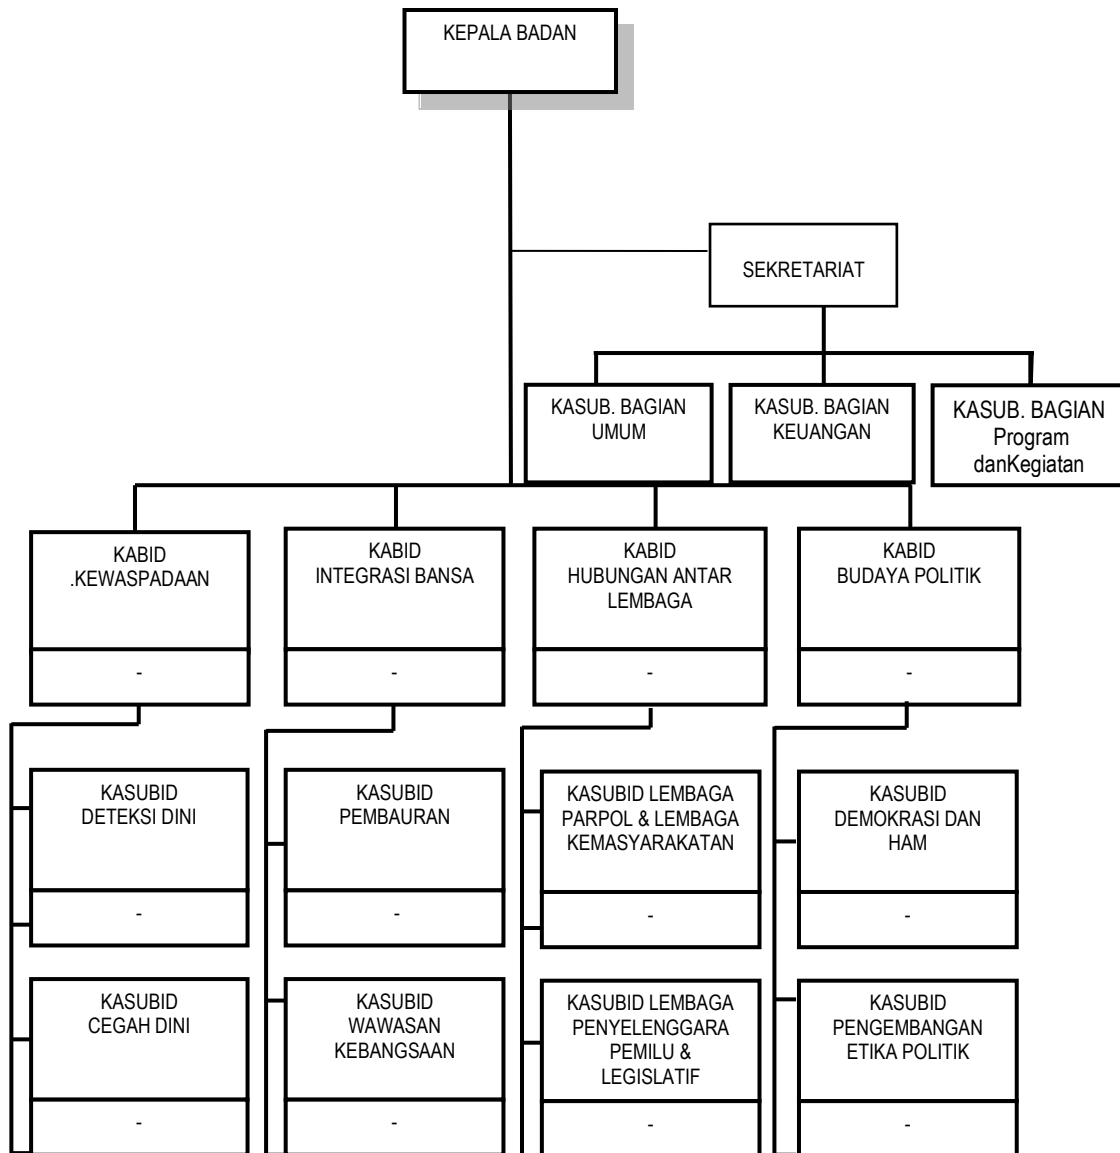 KEPALA BADAN
SEKRETARIAT
KASUB. BAGIAN
UMUM
KASUB. BAGIAN
KEUANGAN
KASUB. BAGIAN
Program
danKegiatan
KABID
.KEWASPADAAN
-
KABID
INTEGRASI BANSA
-
KABID
HUBUNGAN ANTAR
LEMBAGA
-
KABID
BUDAYA POLITIK
-
KASUBID
DETEKSI DINI
-
KASUBID
PEMBAURAN
-
KASUBID LEMBAGA
PARPOL & LEMBAGA
KEMASYARAKATAN
-
KASUBID
DEMOKRASI DAN
HAM
-
KASUBID
CEGAH DINI
-
KASUBID
WAWASAN
KEBANGSAAN
-
KASUBID LEMBAGA
PENYELENGGARA
PEMILU &
LEGISLATIF
-
KASUBID
PENGEMBANGAN
ETIKA POLITIK
-